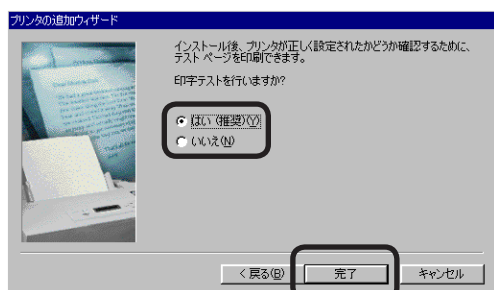 プリンタの追加ウィザード
インストール後、プリンタが正しく設定されたかどうか確認するために、
テスト ページを印刷できます。
印字テストを行いますか?
はい (推奨)(Y)
いいえ(N)
< 戻る(B)
完了
キャンセル